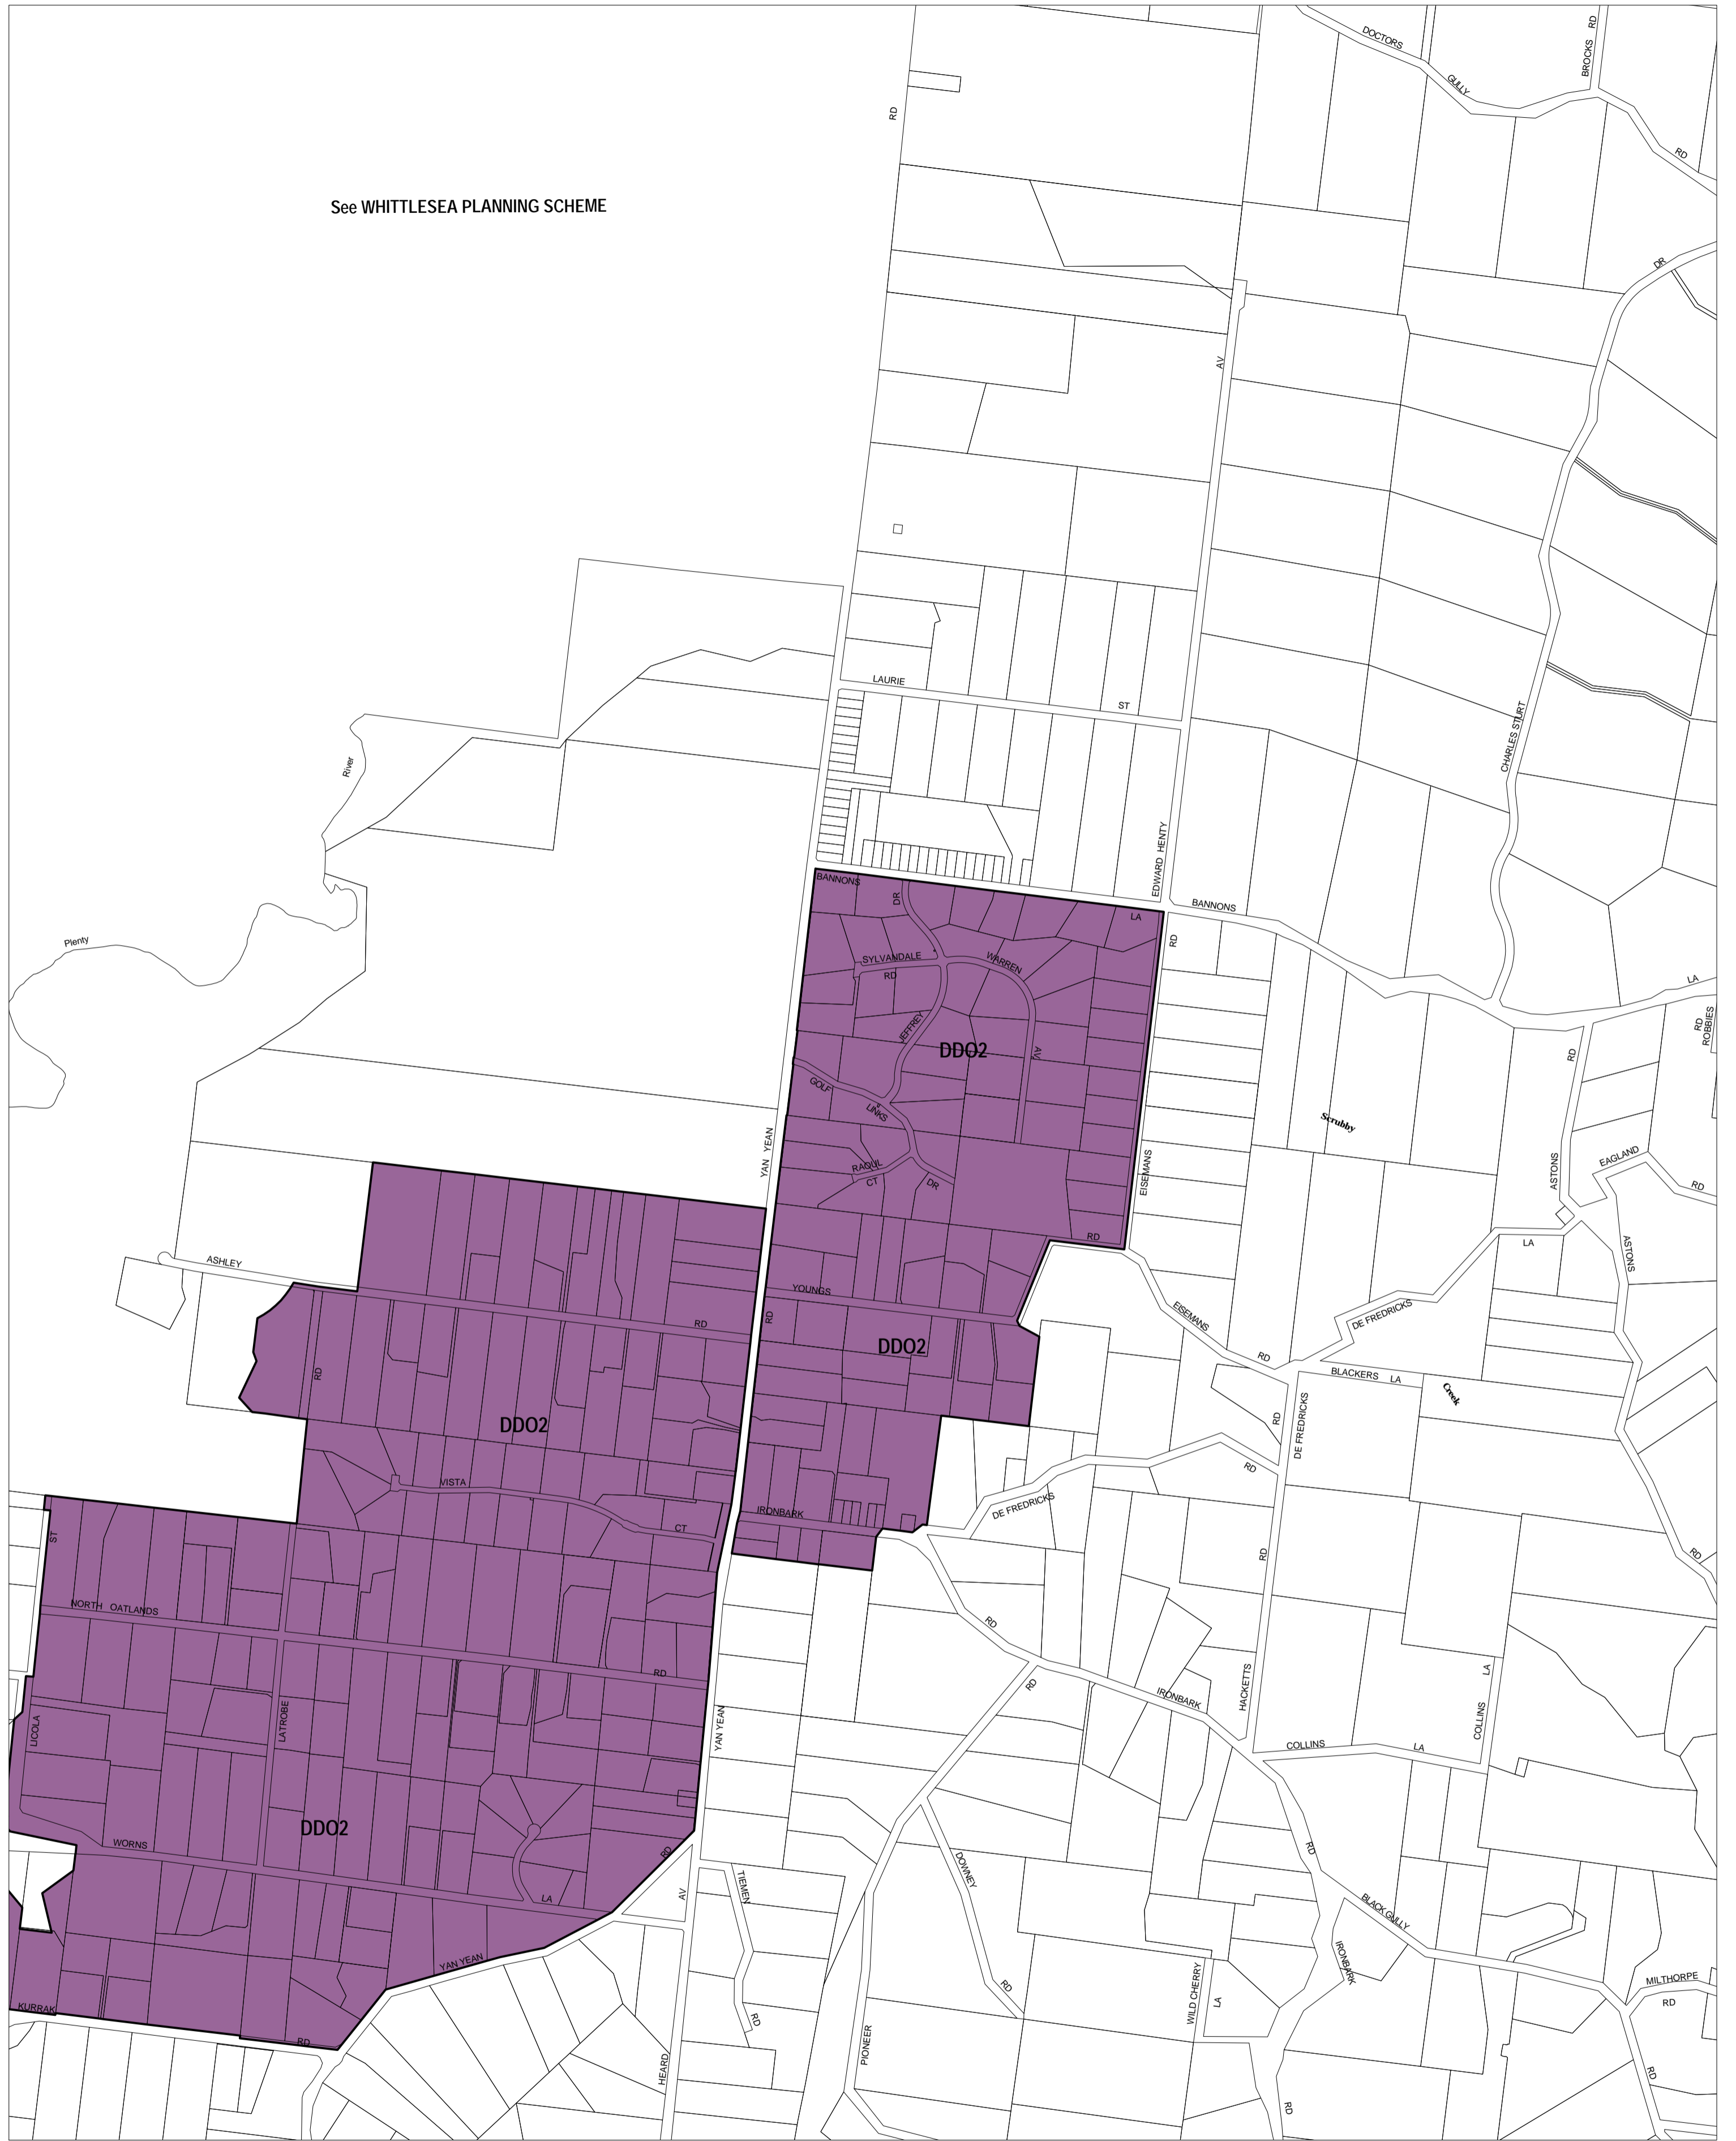 DOCTORS
GULLY
RD
BROCKS RD
RD
See WHITTLESEA PLANNING SCHEME
DR
AV
LAURIE
ST
CHARLES STURT
River
EDWARD HENTY
BANNONS
LA
BANNONS
DR
RD
Plenty
SYLVANDALE
RD
WARREN
LA
RD
ROBBIES
JEFFREY
DDO2
AV
RD
GOLF
LINKS
Scrubby
YAN YEAN
RAOUL
CT
DR
EISEMANS
ASTONS
EAGLAND
RD
RD
LA
ASTONS
ASHLEY
YOUNGS
RD
RD
DDO2
EISEMANS
RD
DE FREDRICKS
RD
BLACKERS LA
Creek
DDO2
RD
DE FREDRICKS
VISTA
CT
IRONBARK
DE FREDRICKS
RD
ST
RD
RD
NORTH OATLANDS
RD
RD
RD
LICOLA
LATROBE
YAN YEAN
IRONBARK
HACKETTS
LA
COLLINS
COLLINS
LA
DDO2
WORNS
RD
RD
LA
AV
TIEMEN
DOWNEY
BLACK GULLY
YAN YEAN
IRONBARK
MILTHORPE
RD
KURRAK
RD
RD
RD
WILD CHERRY
LA
PIONEER
HEARD
RD
RD